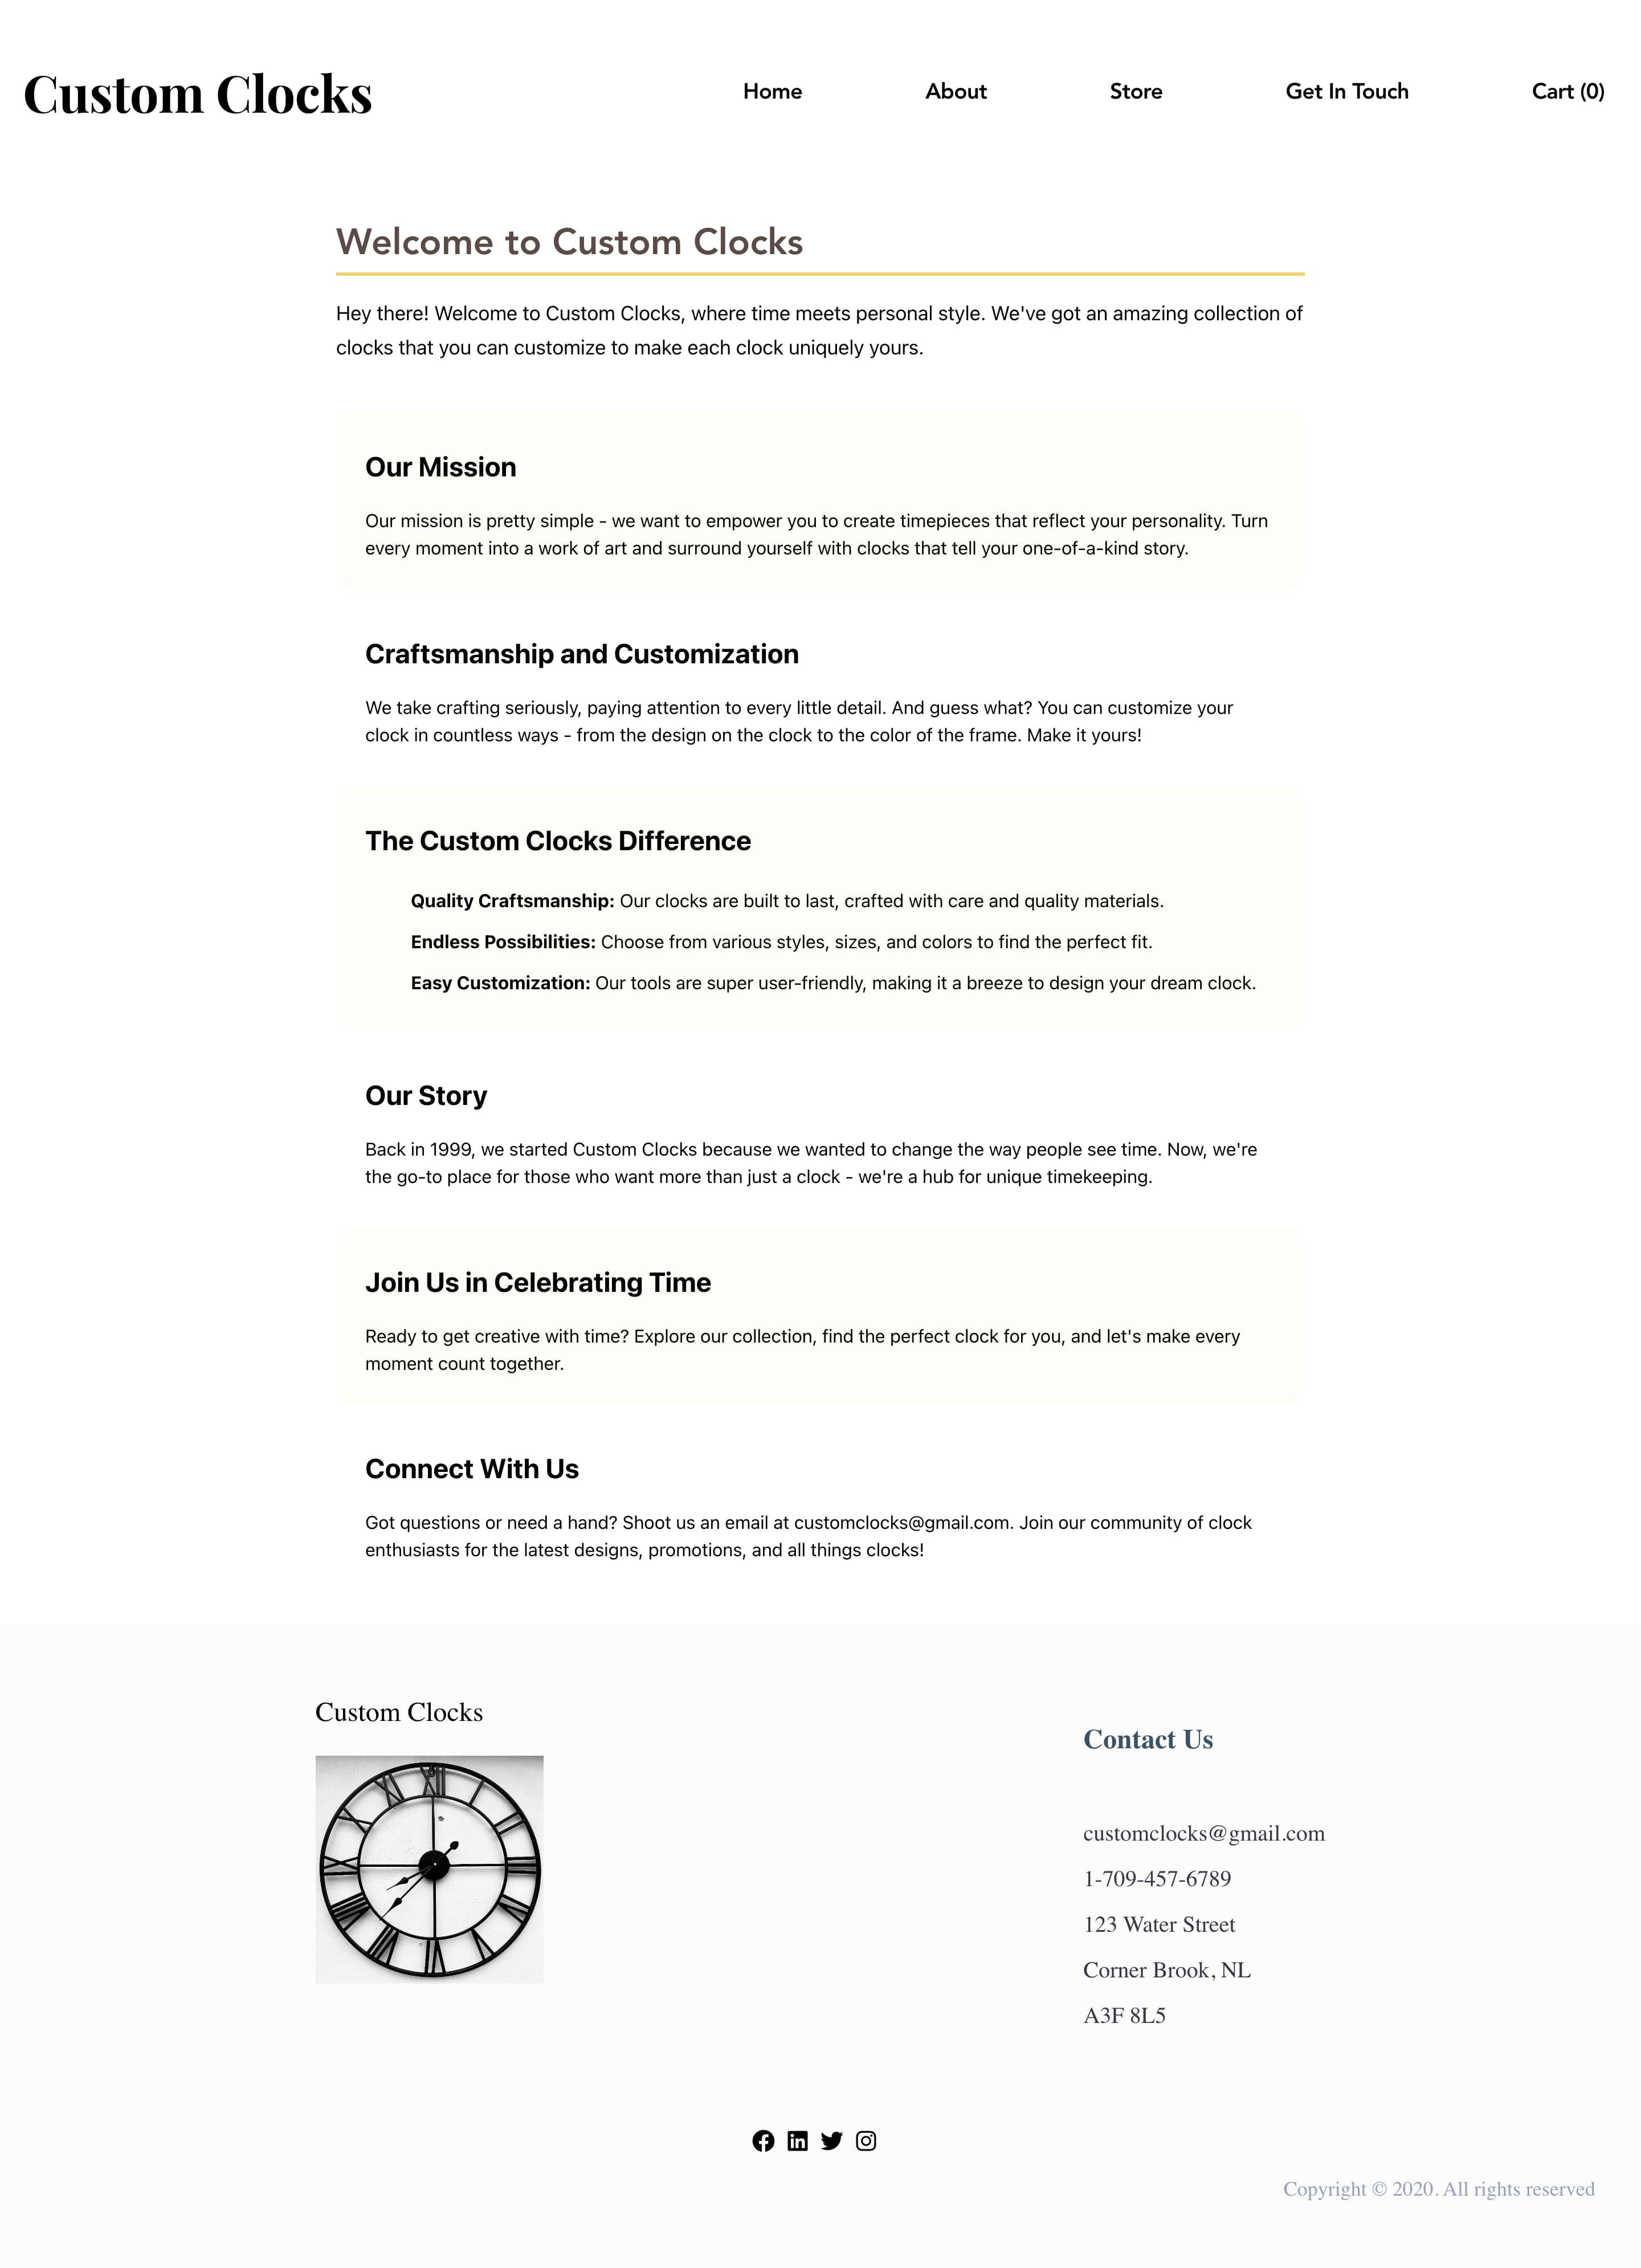 Custom Clocks
Home
About
Store
Get In Touch
Cart (0)
Welcome to Custom Clocks
Hey there! Welcome to Custom Clocks, where time meets personal style. We've got an amazing collection of
clocks that you can customize to make each clock uniquely yours.
Our Mission
Our mission is pretty simple - we want to empower you to create timepieces that reflect your personality. Turn
every moment into a work of art and surround yourself with clocks that tell your one-of-a-kind story.
Craftsmanship and Customization
We take crafting seriously, paying attention to every little detail. And guess what? You can customize your
clock in countless ways - from the design on the clock to the color of the frame. Make it yours!
The Custom Clocks Difference
Quality Craftsmanship: Our clocks are built to last, crafted with care and quality materials.
Endless Possibilities: Choose from various styles, sizes, and colors to find the perfect fit.
Easy Customization: Our tools are super user-friendly, making it a breeze to design your dream clock.
Our Story
Back in 1999, we started Custom Clocks because we wanted to change the way people see time. Now, we're
the go-to place for those who want more than just a clock - we're a hub for unique timekeeping.
Join Us in Celebrating Time
Ready to get creative with time? Explore our collection, find the perfect clock for you, and let's make every
moment count together.
Connect With Us
Got questions or need a hand? Shoot us an email at customclocks@gmail.com. Join our community of clock
enthusiasts for the latest designs, promotions, and all things clocks!
Custom Clocks
Contact Us
customclocks@gmail.com
1-709-457-6789
123 Water Street
Corner Brook, NL
A3F 8L5
Copyright © 2020. All rights reserved